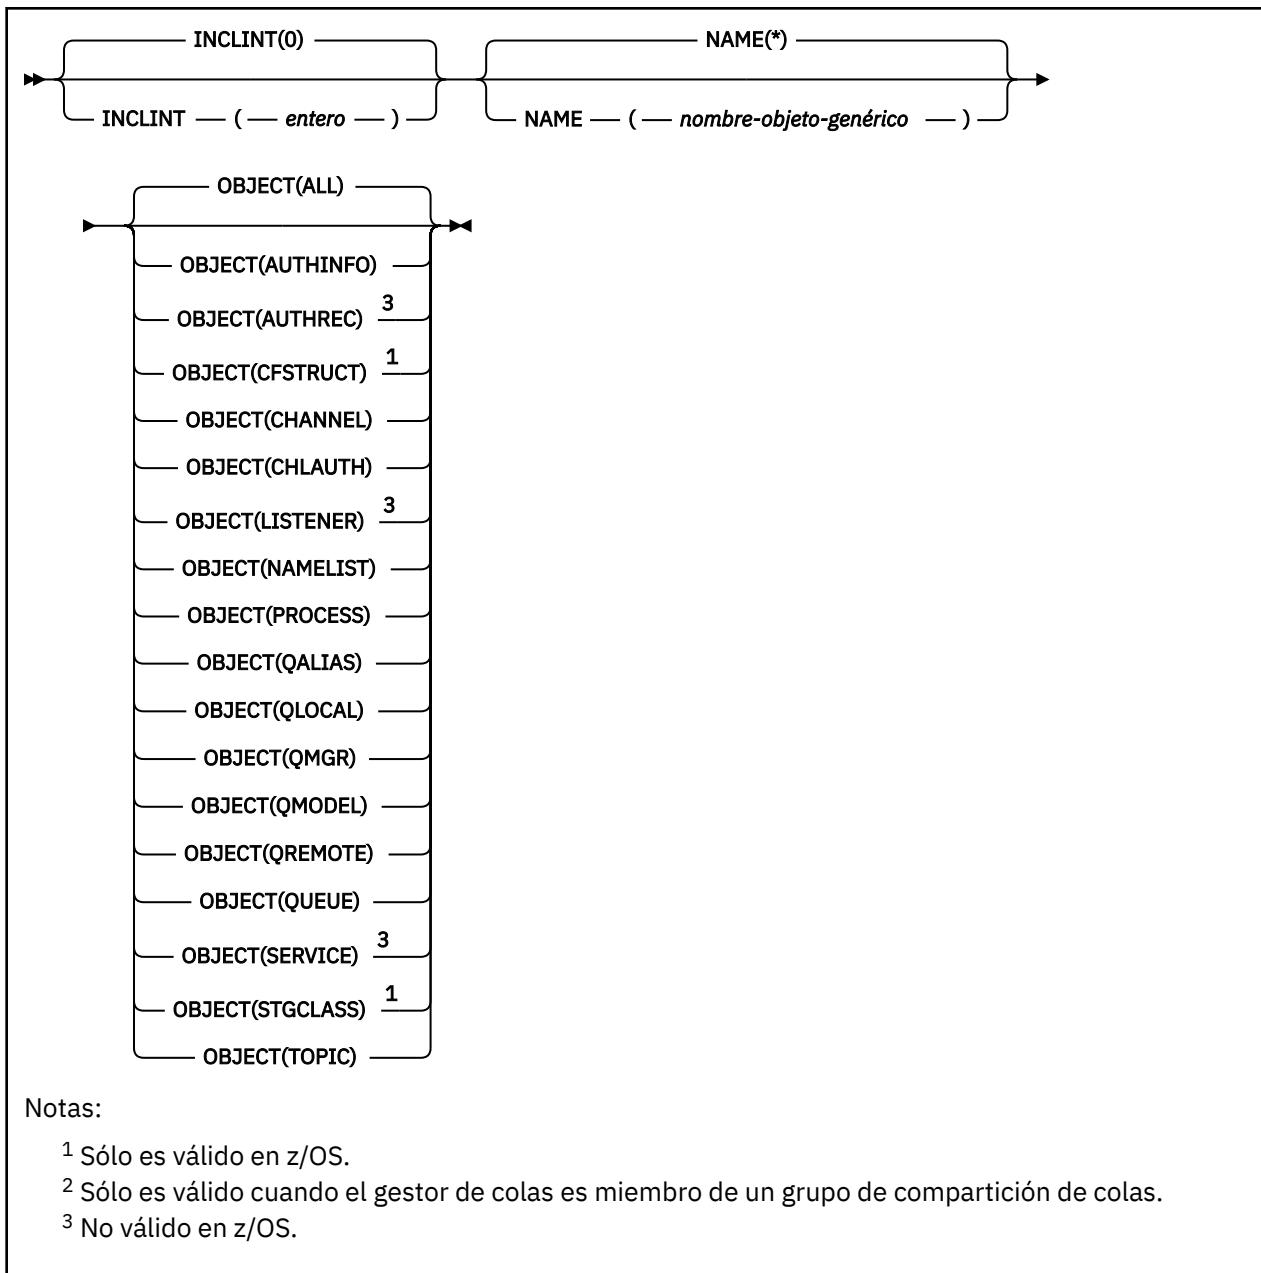 INCLINT(0) NAME(*)
INCLINT ( entero ) NAME ( nombre-objeto-genérico )
OBJECT(ALL)
OBJECT(AUTHINFO)
OBJECT(AUTHREC) 3
OBJECT(CFSTRUCT) 1
OBJECT(CHANNEL)
OBJECT(CHLAUTH)
OBJECT(LISTENER) 3
OBJECT(NAMELIST)
OBJECT(PROCESS)
OBJECT(QALIAS)
OBJECT(QLOCAL)
OBJECT(QMGR)
OBJECT(QMODEL)
OBJECT(QREMOTE)
OBJECT(QUEUE)
OBJECT(SERVICE) 3
OBJECT(STGCLASS) 1
OBJECT(TOPIC)
Notas:
1 Sólo es válido en z/OS.
2 Sólo es válido cuando el gestor de colas es miembro de un grupo de compartición de colas.
3 No válido en z/OS.